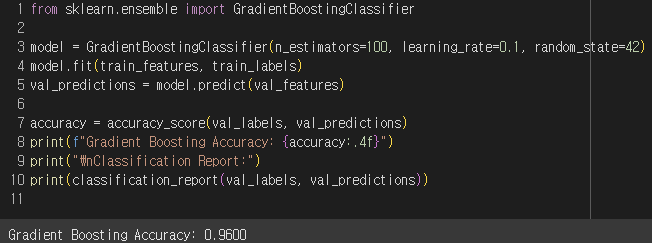 1 from sklearn.ensemble import GradientBoostingClassifier
2
3 model = GradientBoostingClassifier(n_estimators=100, learning_rate=0.1, random_state=42)
4 model.fit(train_features, train_labels)
5 val_predictions = model.predict(val_features)
6
7 accuracy = accuracy_score(val_labels, val_predictions)
8 print(f"Gradient Boosting Accuracy: {accuracy:.4f}")
9 print("₩nClassification Report:")
10 print(classification_report(val_labels, val_predictions))
11
Gradient Boosting Accuracy: 0.9600